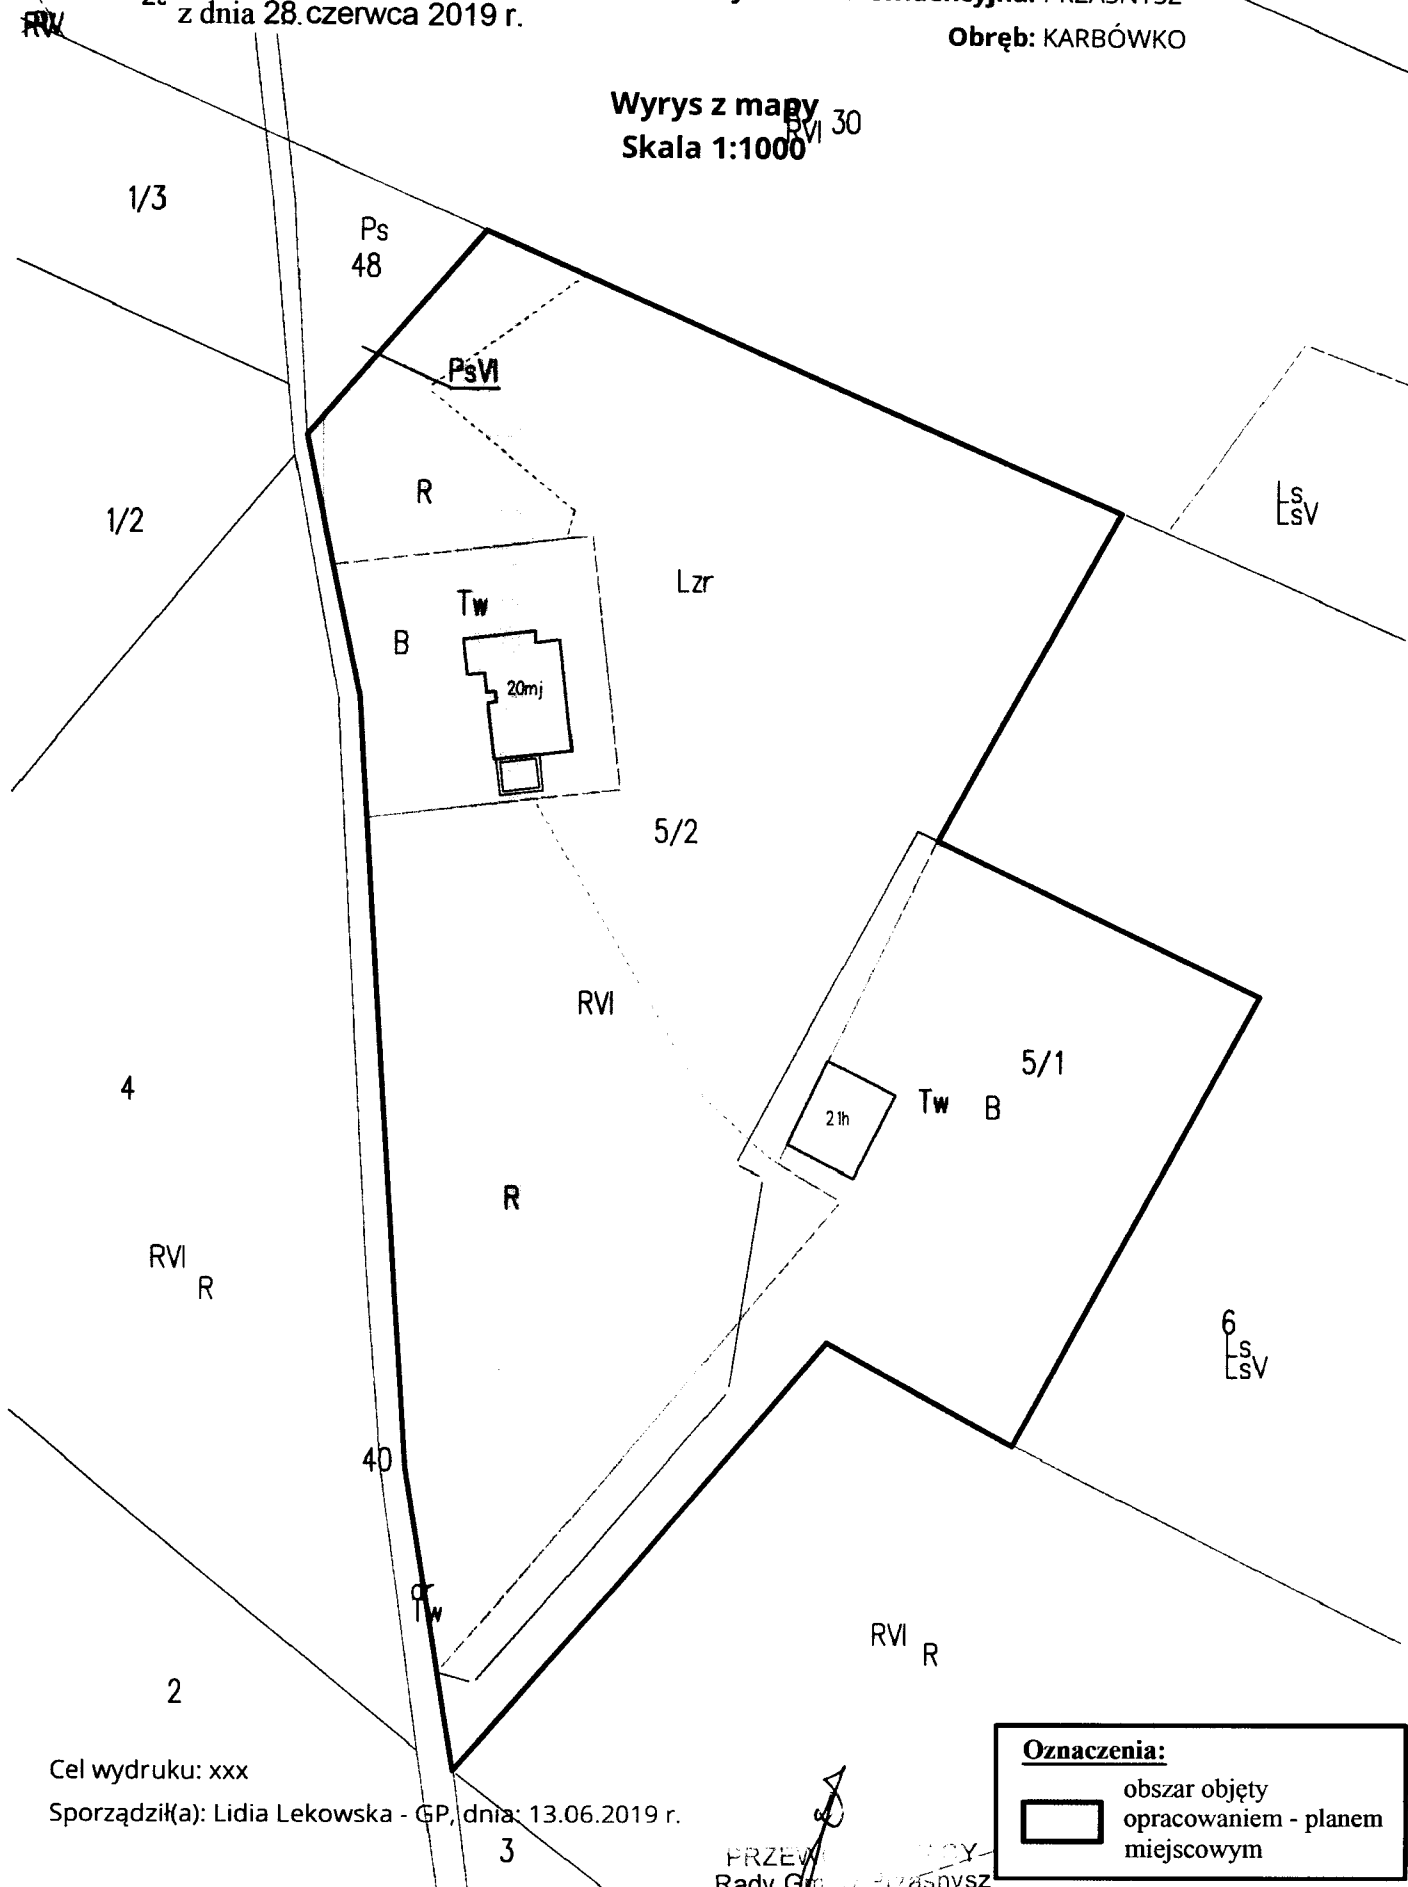 z dnia 28.czerwca 2019 r.
Obręb: KARBÓWKO
Wyrys z mapy
Skala 1:1000
RVI 30
1/3
Ps
48
PsVI
R
1/2
Ls
LsV
Lzr
Tw
B
20mj
5/2
RVI
5/1
4
21h
Tw B
R
RVI
R
6
Ls
LsV
40
dr
Tw
RVI
R
2
Oznaczenia:
obszar objęty
opracowaniem - planem
miejscowym
Cel wydruku: xxx
Sporządził(a): Lidia Lekowska - GP, dnia: 13.06.2019 r.
3